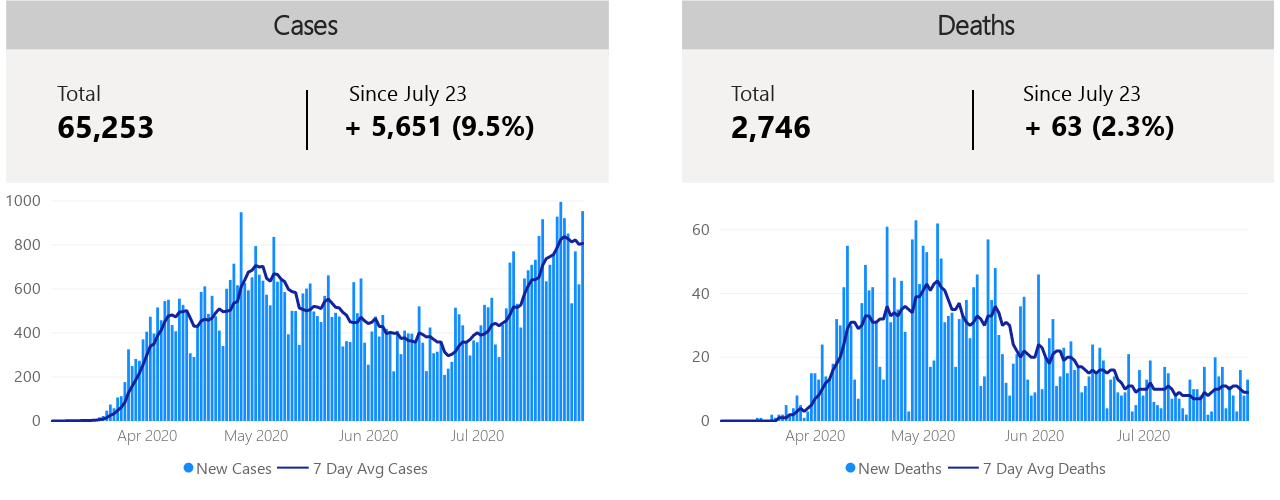 Cases
Total
65,253
Since July 23
+ 5,651 (9.5%)
1000
800
600
400
200
0
Apr 2020
May 2020
Jun 2020
Jul 2020
New Cases
7 Day Avg Cases
Deaths
Total
2,746
Since July 23
+ 63 (2.3%)
60
40
20
0
Apr 2020
May 2020
Jun 2020
Jul 2020
New Deaths
7 Day Avg Deaths